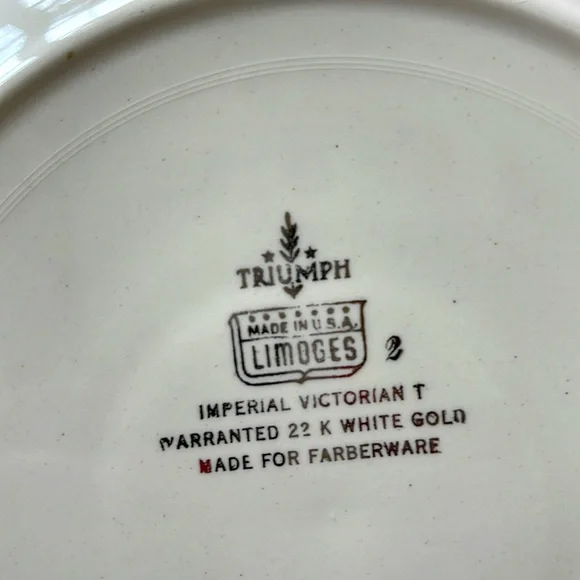 TRIUMPH
MADE IN U.S.A.
LIMOGES 2
IMPERIAL VICTORIAN T
WARRANTED 22 K WHITE GOLD
MADE FOR FARBERWARE